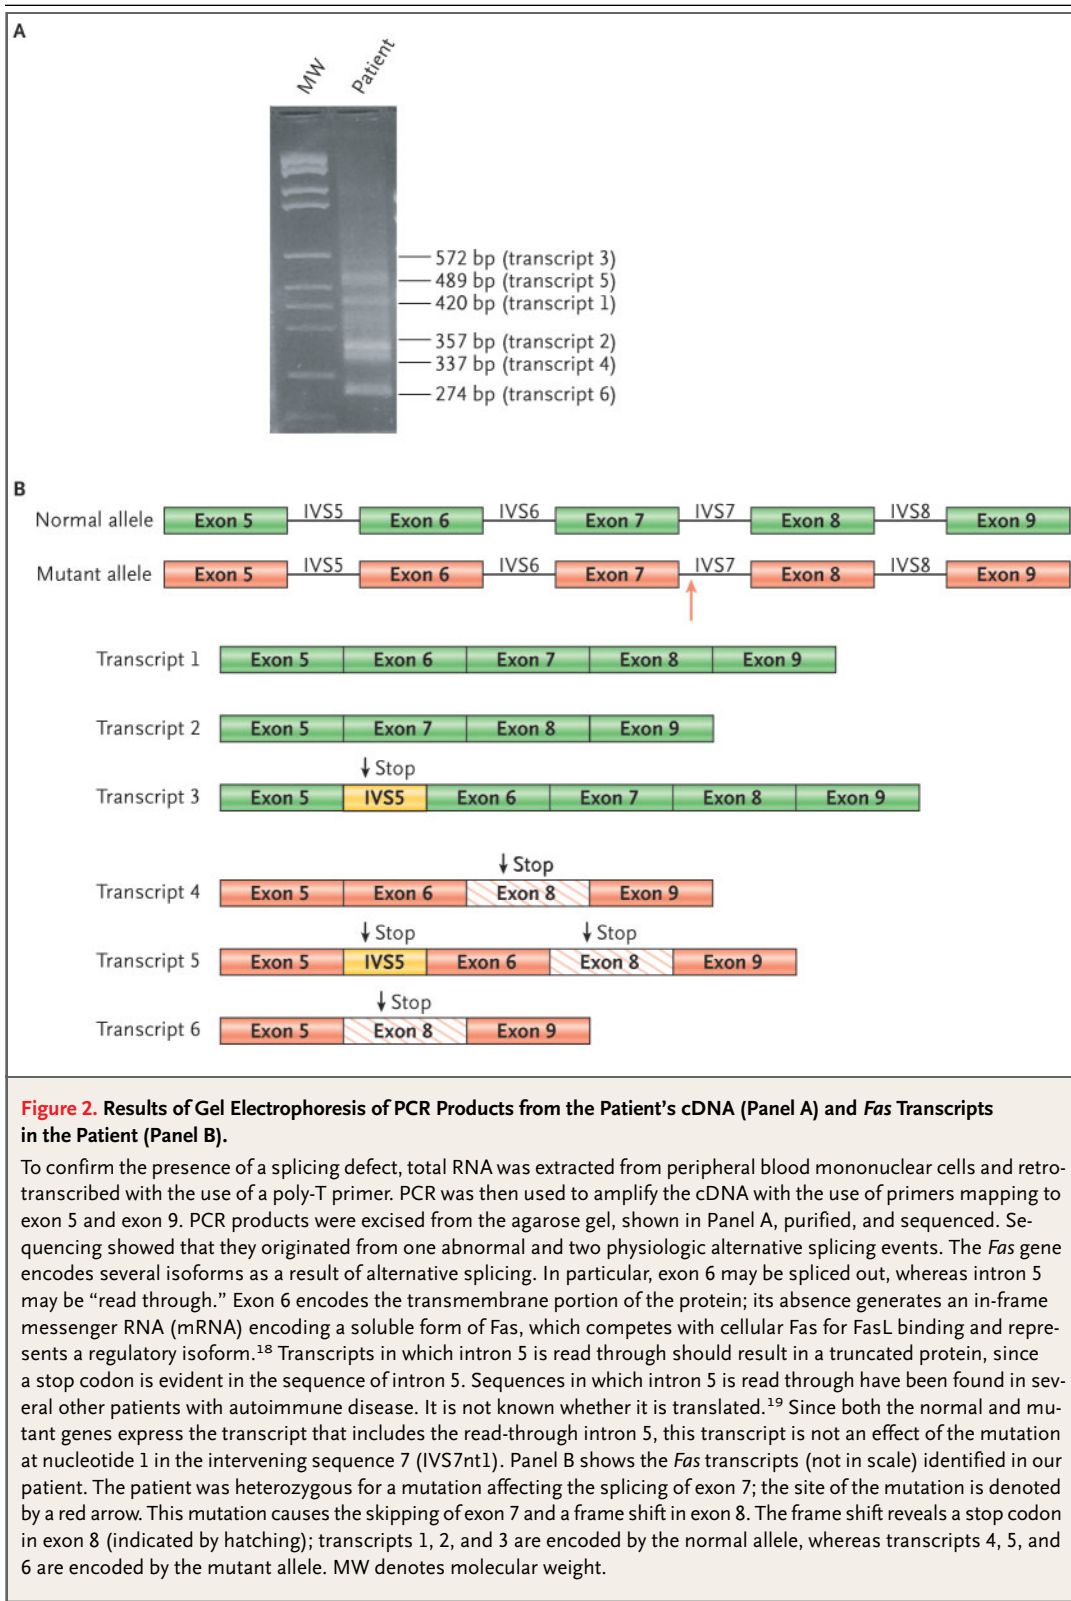 A
MW Patient
572 bp (transcript 3)
489 bp (transcript 5)
420 bp (transcript 1)
357 bp (transcript 2)
337 bp (transcript 4)
274 bp (transcript 6)
B
Normal allele Exon 5 IVS5 Exon 6 IVS6 Exon 7 IVS7 Exon 8 IVS8 Exon 9
Mutant allele Exon 5 IVS5 Exon 6 IVS6 Exon 7 IVS7 Exon 8 IVS8 Exon 9
Transcript 1 Exon 5 Exon 6 Exon 7 Exon 8 Exon 9
Transcript 2 Exon 5 Exon 7 Exon 8 Exon 9
Stop
Transcript 3 Exon 5 IVS5 Exon 6 Exon 7 Exon 8 Exon 9
Stop
Transcript 4 Exon 5 Exon 6 Exon 8 Exon 9
Stop Stop
Transcript 5 Exon 5 IVS5 Exon 6 Exon 8 Exon 9
Stop
Transcript 6 Exon 5 Exon 8 Exon 9
Figure 2. Results of Gel Electrophoresis of PCR Products from the Patient's cDNA (Panel A) and Fas Transcripts
in the Patient (Panel B).
To confirm the presence of a splicing defect, total RNA was extracted from peripheral blood mononuclear cells and retro-
transcribed with the use of a poly-T primer. PCR was then used to amplify the cDNA with the use of primers mapping to
exon 5 and exon 9. PCR products were excised from the agarose gel, shown in Panel A, purified, and sequenced. Se-
quencing showed that they originated from one abnormal and two physiologic alternative splicing events. The Fas gene
encodes several isoforms as a result of alternative splicing. In particular, exon 6 may be spliced out, whereas intron 5
may be “read through.” Exon 6 encodes the transmembrane portion of the protein; its absence generates an in-frame
messenger RNA (mRNA) encoding a soluble form of Fas, which competes with cellular Fas for FasL binding and repre-
sents a regulatory isoform.18 Transcripts in which intron 5 is read through should result in a truncated protein, since
a stop codon is evident in the sequence of intron 5. Sequences in which intron 5 is read through have been found in sev-
eral other patients with autoimmune disease. It is not known whether it is translated.19 Since both the normal and mu-
tant genes express the transcript that includes the read-through intron 5, this transcript is not an effect of the mutation
at nucleotide 1 in the intervening sequence 7 (IVS7nt1). Panel B shows the Fas transcripts (not in scale) identified in our
patient. The patient was heterozygous for a mutation affecting the splicing of exon 7; the site of the mutation is denoted
by a red arrow. This mutation causes the skipping of exon 7 and a frame shift in exon 8. The frame shift reveals a stop codon
in exon 8 (indicated by hatching); transcripts 1, 2, and 3 are encoded by the normal allele, whereas transcripts 4, 5, and
6 are encoded by the mutant allele. MW denotes molecular weight.